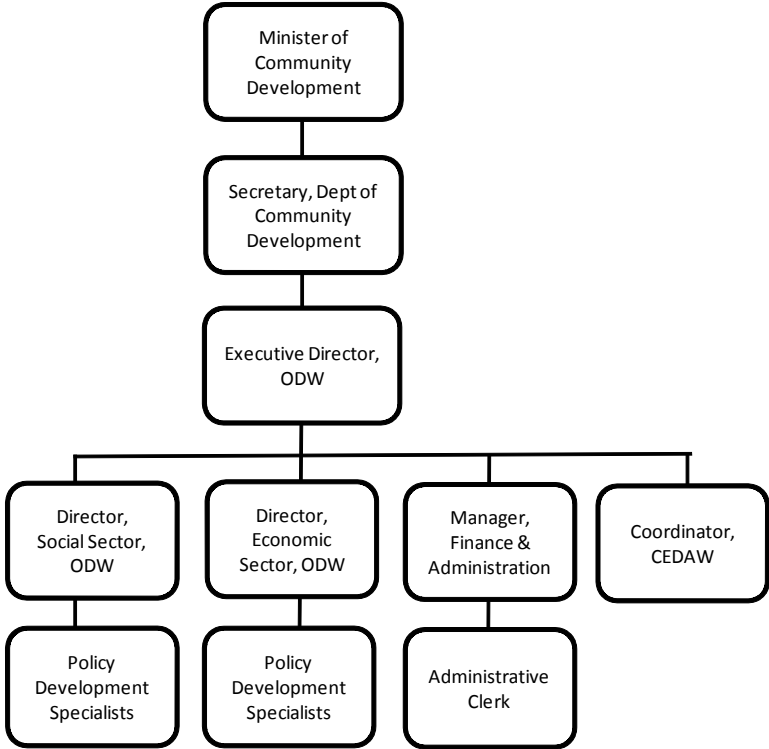 Minister of
Community
Development
Secretary, Dept of
Community
Development
Executive Director,
ODW
Director,
Social Sector,
ODW
Director,
Economic
Sector, ODW
Manager,
Finance &
Administration
Coordinator,
CEDAW
Policy
Development
Specialists
Policy
Development
Specialists
Administrative
Clerk